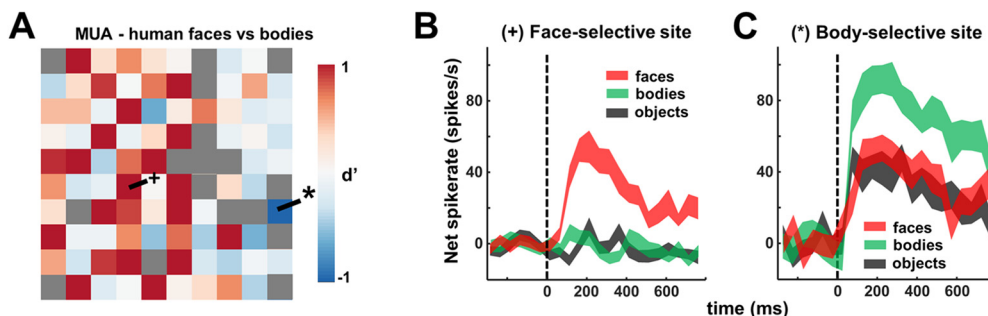 A
MUA - human faces vs bodies
1
d'
-1
+
*
B
(+) Face-selective site
faces
bodies
objects
Net spikerate (spikes/s)
80
40
0
0 200 400 600
C
(*) Body-selective site
80
40
0
faces
bodies
objects
0 200 400 600
time (ms)